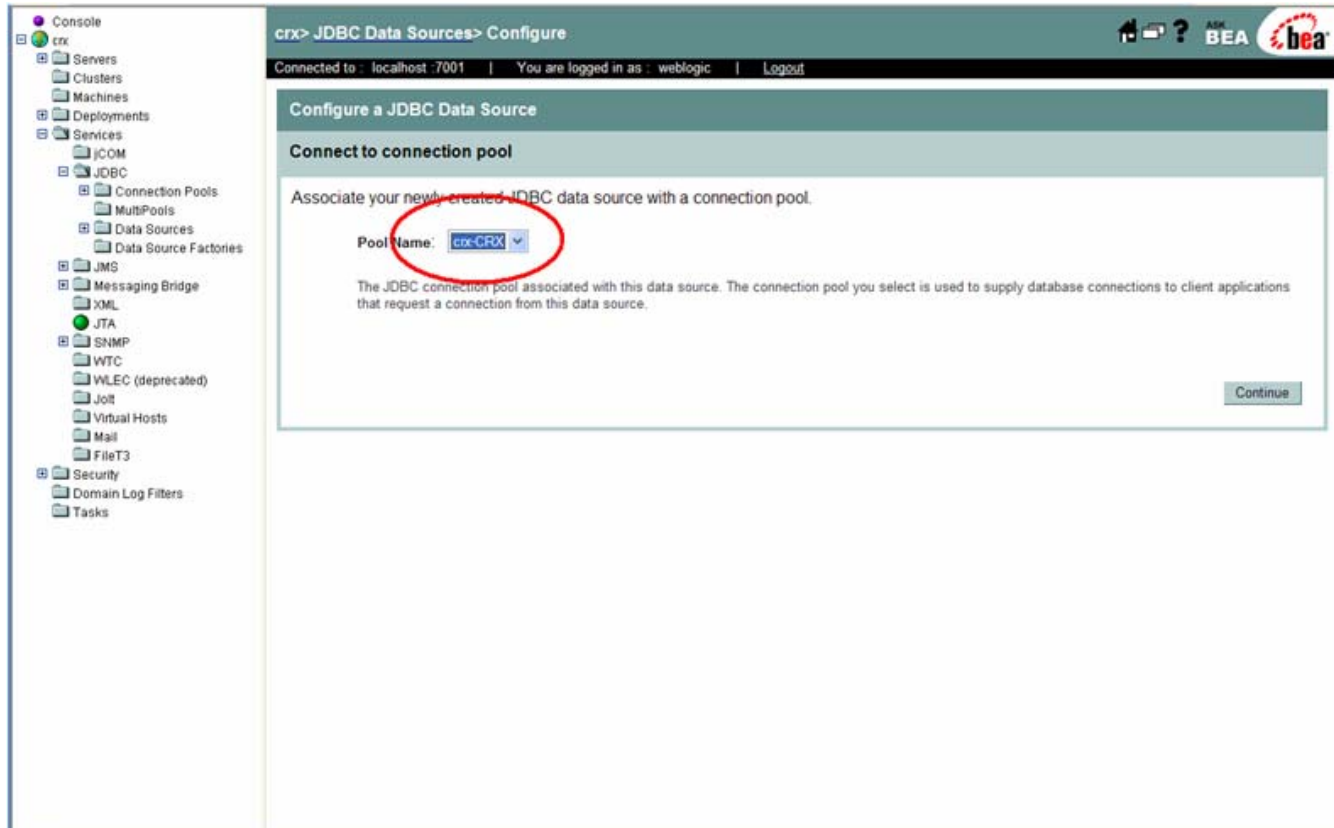 Console
crx
Servers
Clusters
Machines
Deployments
Services
jCOM
JDBC
Connection Pools
MultiPools
Data Sources
Data Source Factories
JMS
Messaging Bridge
XML
JTA
SNMP
WTC
WLEC (deprecated)
Jolt
Virtual Hosts
Mail
FileT3
Security
Domain Log Filters
Tasks
crx> JDBC Data Sources> Configure
? ASK BEA bea
Connected to : localhost :7001 | You are logged in as : weblogic | Logout
Configure a JDBC Data Source
Connect to connection pool
Associate your newly created JDBC data source with a connection pool.
Pool Name: crx-CRX
The JDBC connection pool associated with this data source. The connection pool you select is used to supply database connections to client applications
that request a connection from this data source.
Continue